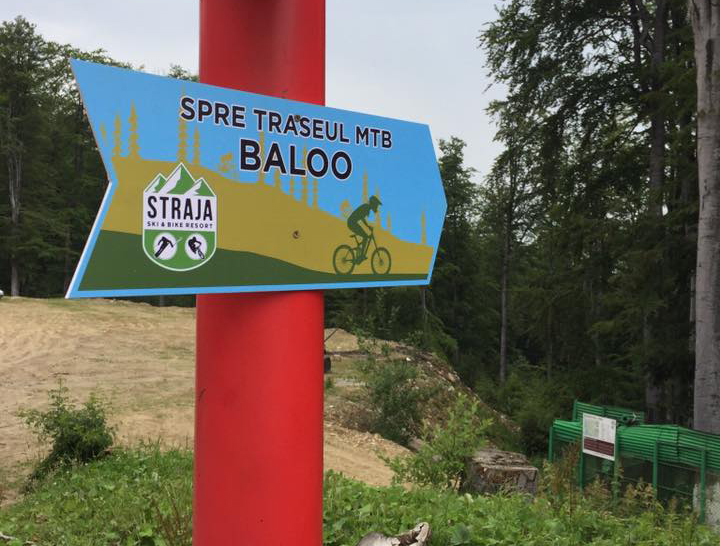 SPRE TRASEUL MTB
BALOO
STRAJA
SKI & BIKE RESORT